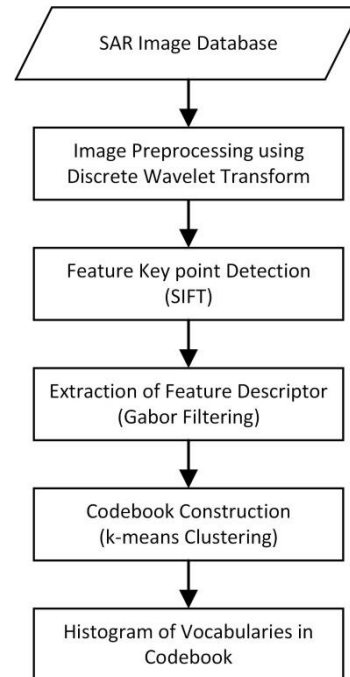 SAR Image Database
Image Preprocessing using
Discrete Wavelet Transform
Feature Key point Detection
(SIFT)
Extraction of Feature Descriptor
(Gabor Filtering)
Codebook Construction
(k-means Clustering)
Histogram of Vocabularies in
Codebook